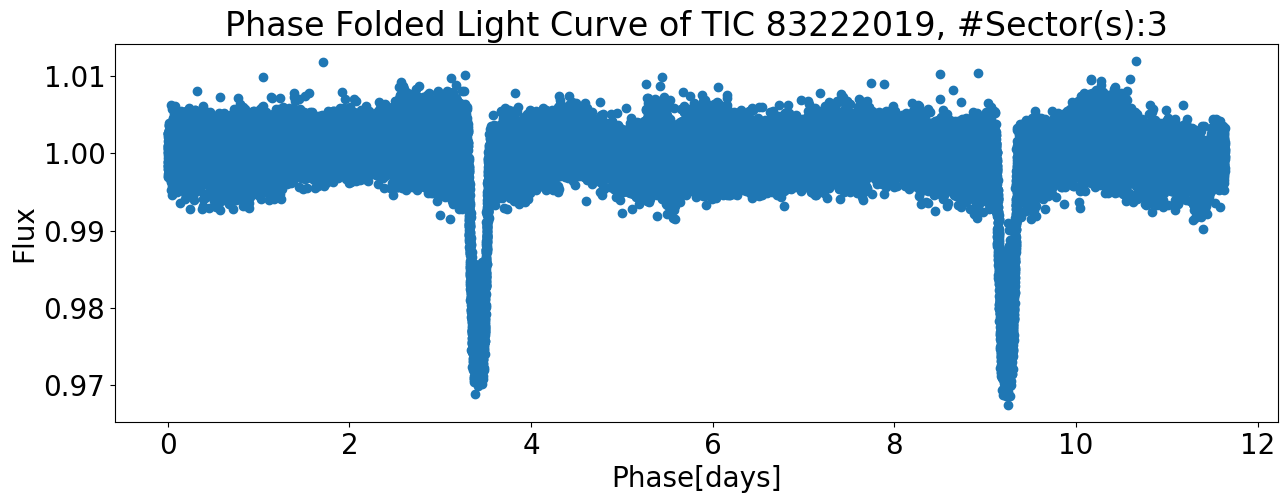 Phase Folded Light Curve of TIC 83222019, #Sector(s):3
1.01
1.00
0.99
0.98
0.97
Flux
0 2 4 6 8 10 12
Phase[days]